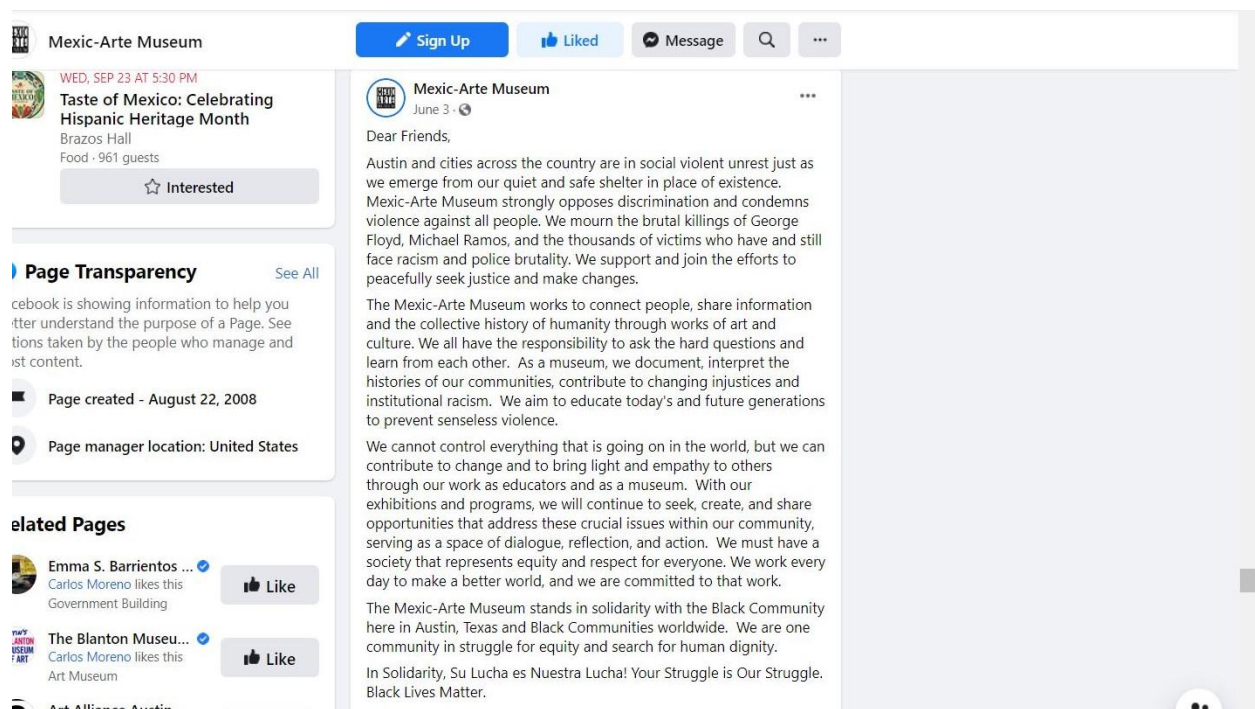 Mexic-Arte Museum
Sign Up
Liked
Message
WED, SEP 23 AT 5:30 PM
Taste of Mexico: Celebrating
Hispanic Heritage Month
Brazos Hall
Food · 961 guests
Interested
Page Transparency
See All
cebook is showing information to help you
tter understand the purpose of a Page. See
tions taken by the people who manage and
st content.
Page created - August 22, 2008
Page manager location: United States
elated Pages
Emma S. Barrientos ...
Carlos Moreno likes this
Government Building
Like
The Blanton Museu...
Carlos Moreno likes this
Art Museum
Like
Mexic-Arte Museum
June 3 ·
Dear Friends,
Austin and cities across the country are in social violent unrest just as
we emerge from our quiet and safe shelter in place of existence.
Mexic-Arte Museum strongly opposes discrimination and condemns
violence against all people. We mourn the brutal killings of George
Floyd, Michael Ramos, and the thousands of victims who have and still
face racism and police brutality. We support and join the efforts to
peacefully seek justice and make changes.
The Mexic-Arte Museum works to connect people, share information
and the collective history of humanity through works of art and
culture. We all have the responsibility to ask the hard questions and
learn from each other.  As a museum, we document, interpret the
histories of our communities, contribute to changing injustices and
institutional racism.  We aim to educate today's and future generations
to prevent senseless violence.
We cannot control everything that is going on in the world, but we can
contribute to change and to bring light and empathy to others
through our work as educators and as a museum.  With our
exhibitions and programs, we will continue to seek, create, and share
opportunities that address these crucial issues within our community,
serving as a space of dialogue, reflection, and action.  We must have a
society that represents equity and respect for everyone. We work every
day to make a better world, and we are committed to that work.
The Mexic-Arte Museum stands in solidarity with the Black Community
here in Austin, Texas and Black Communities worldwide.  We are one
community in struggle for equity and search for human dignity.
In Solidarity, Su Lucha es Nuestra Lucha! Your Struggle is Our Struggle.
Black Lives Matter.